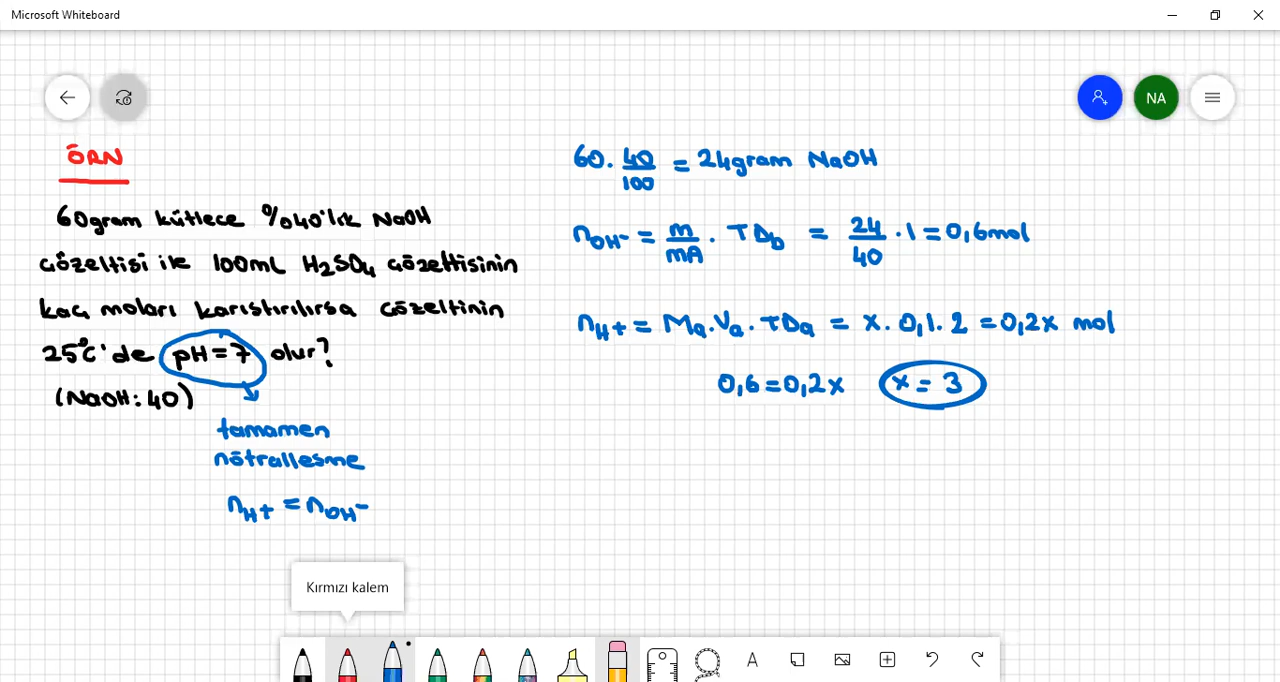 Microsoft Whiteboard
NA
ÖRN
60gram kütlece %40'lık NaOH
çözeltisi ile 100mL H₂SO₄ çözeltisinin
kaç moları karıştırılırsa çözeltinin
25°C'de pH=7 olur?
(NaOH:40)
tamamen
nötralleşme
nH+ = nOH-
60. 40/100 = 24gram NaOH
nOH- = m/mA . TDb = 24/40 . 1 = 0,6mol
nH+ = Ma.Va.TDa = x. 0,1. 2 = 0,2x mol
0,6=0,2x x=3
Kırmızı kalem
A